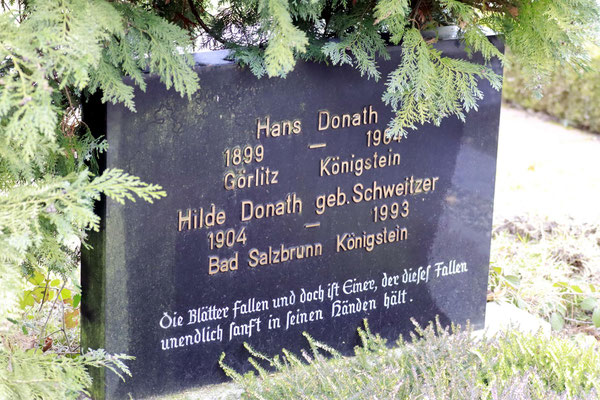 Hans Donath
1899 – 1964
Görlitz Königstein
Hilde Donath geb. Schweitzer
1904 – 1993
Bad Salzbrunn Königstein
Die Blätter fallen und doch ist Einer, der dieses Fallen
unendlich sanft in seinen Händen hält.